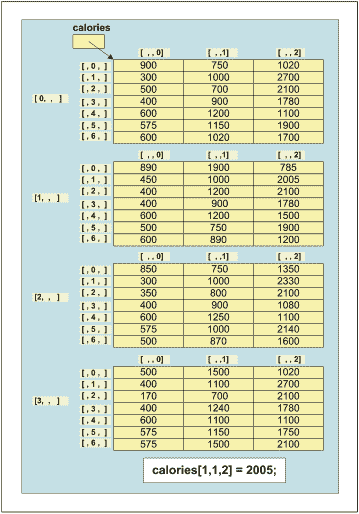 calories
[ , , 0] [ , ,1] [ , , 2]
[ , 0 , ] 900 750 1020
[ , 1 , ] 300 1000 2700
[ , 2 , ] 500 700 2100
[ 0, , ] [ , 3 , ] 400 900 1780
[ , 4 , ] 600 1200 1100
[ , 5 , ] 575 1150 1900
[ , 6 , ] 600 1020 1700
[ , , 0] [ , ,1] [ , , 2]
[ , 0 , ] 890 1900 785
[ , 1 , ] 450 1000 2005
[ , 2 , ] 400 1200 2100
[1, , ] [ , 3 , ] 400 900 1780
[ , 4 , ] 600 1200 1500
[ , 5 , ] 500 750 1900
[ , 6 , ] 600 890 1200
[ , , 0] [ , ,1] [ , , 2]
[ , 0 , ] 850 750 1350
[ , 1 , ] 300 1000 2330
[ , 2 , ] 350 800 2100
[2, , ] [ , 3 , ] 400 900 1080
[ , 4 , ] 600 1250 1100
[ , 5 , ] 575 1000 2140
[ , 6 , ] 500 870 1600
[ , , 0] [ , ,1] [ , , 2]
[ , 0 , ] 500 1500 1020
[ , 1 , ] 400 1100 2700
[ , 2 , ] 170 700 2100
[3, , ] [ , 3 , ] 400 1240 1780
[ , 4 , ] 600 1100 1100
[ , 5 , ] 575 1150 1750
[ , 6 , ] 575 1500 2100
calories[1,1,2] = 2005;